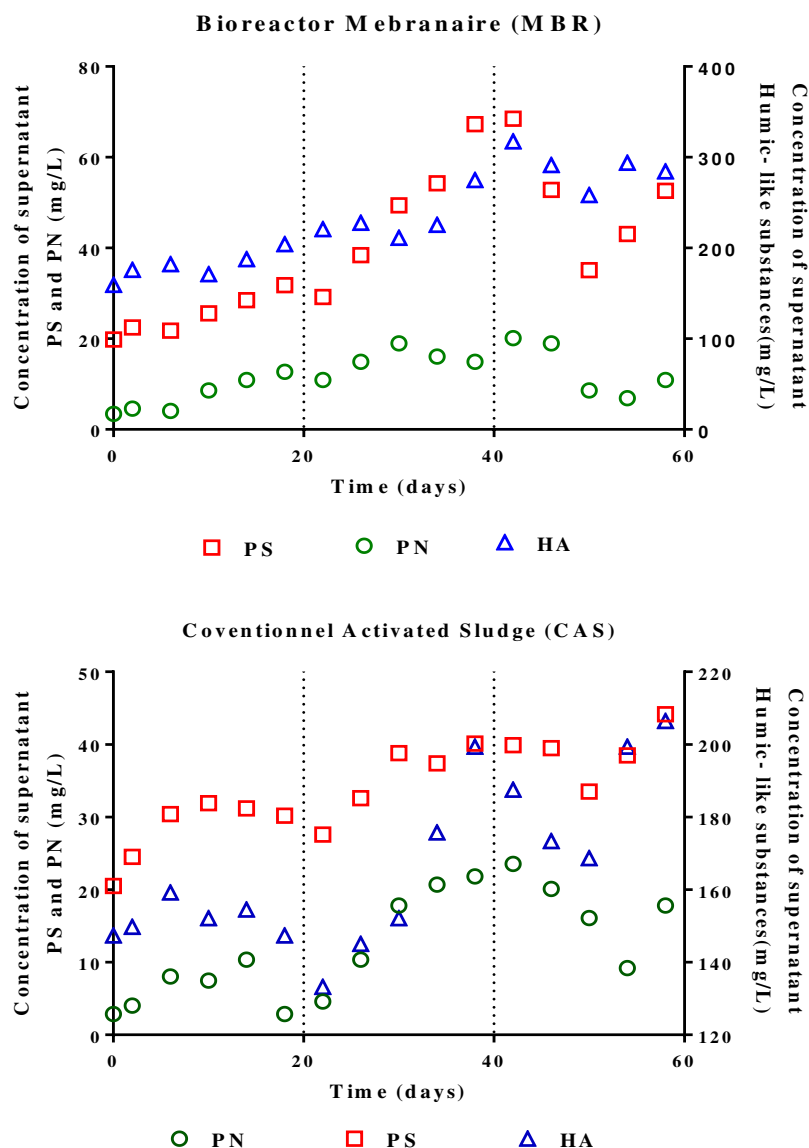 Bioreactor Mebranaire (MBR)
Concentration of supernatant
PS and PN (mg/L)
80
60
40
20
0
400
300
200
100
0
Concentration of supernatant
Humic- like substances(mg/L)
0 20 40 60
Time (days)
PS PN HA
Coventionnel Activated Sludge (CAS)
Concentration of supernatant
PS and PN (mg/L)
50
40
30
20
10
0
220
200
180
160
140
120
Concentration of supernatant
Humic- like substances(mg/L)
0 20 40 60
Time (days)
PN PS HA